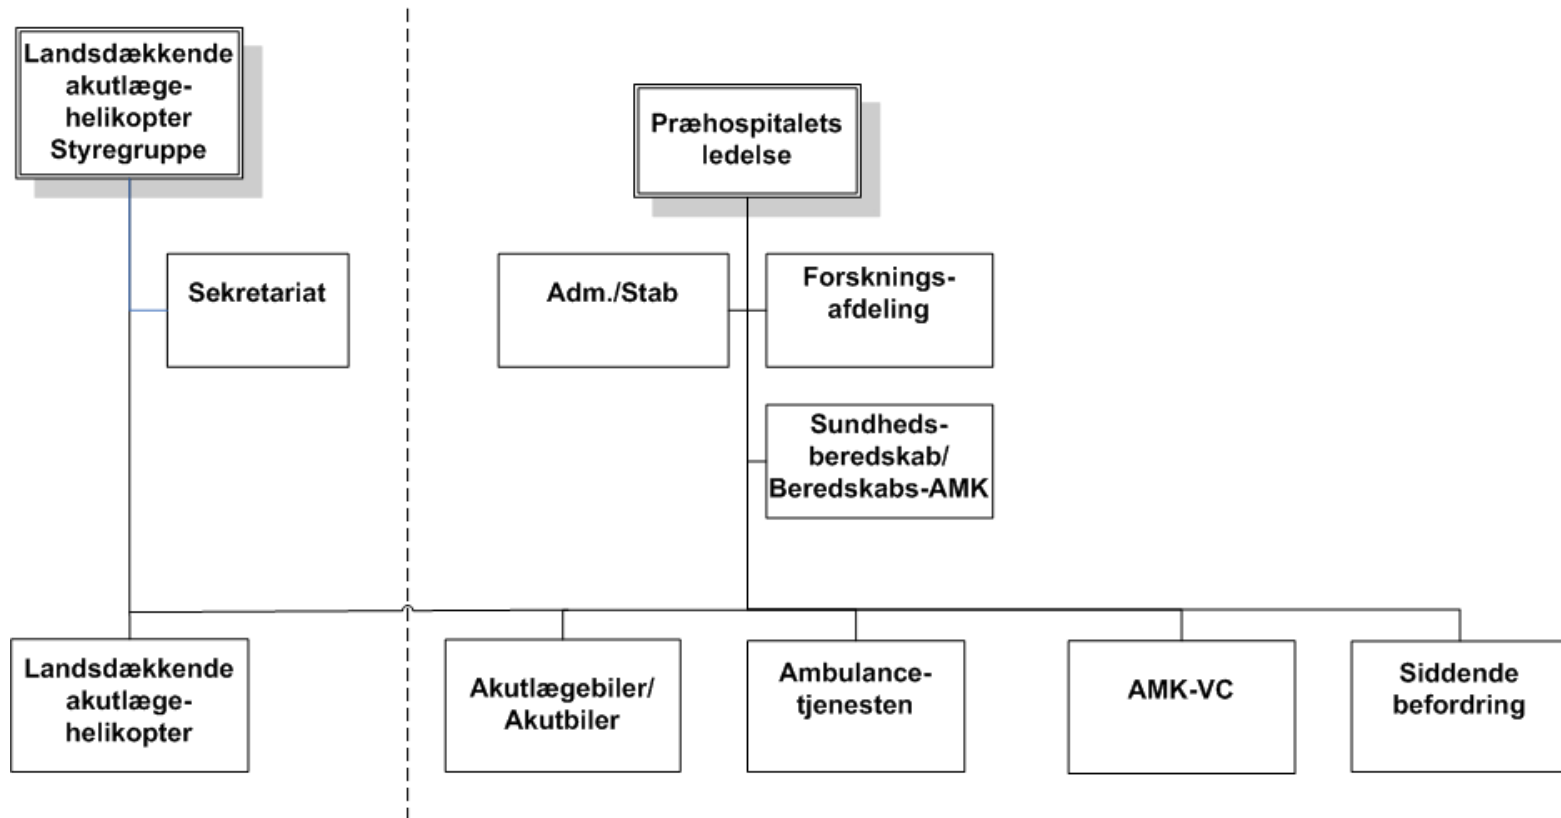 Landsdækkende
akutlæge-
helikopter
Styregruppe
Præhospitalets
ledelse
Sekretariat
Adm./Stab
Forsknings-
afdeling
Sundheds-
beredskab/
Beredskabs-AMK
Landsdækkende
akutlæge-
helikopter
Akutlægebiler/
Akutbiler
Ambulance-
tjenesten
AMK-VC
Siddende
befordring